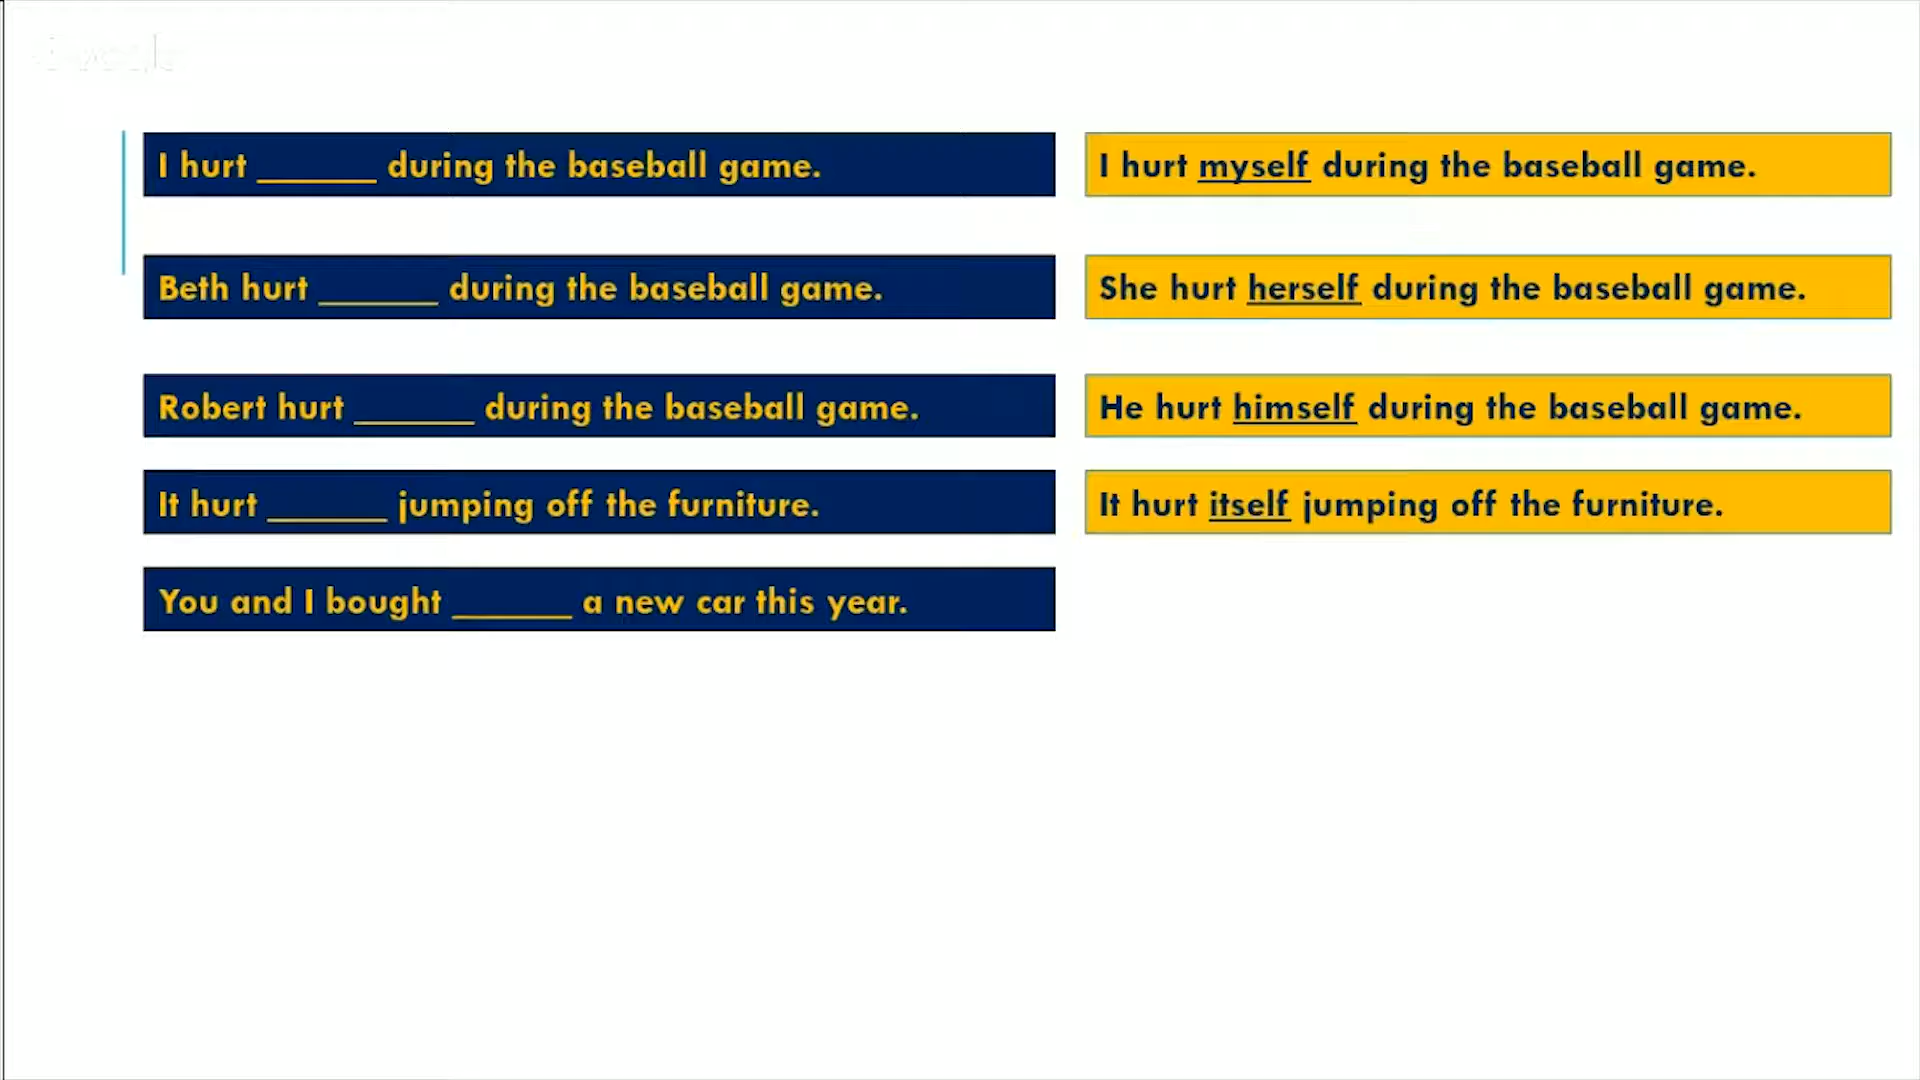 I hurt ______ during the baseball game.
I hurt myself during the baseball game.
Beth hurt ______ during the baseball game.
She hurt herself during the baseball game.
Robert hurt ______ during the baseball game.
He hurt himself during the baseball game.
It hurt ______ jumping off the furniture.
It hurt itself jumping off the furniture.
You and I bought ______ a new car this year.